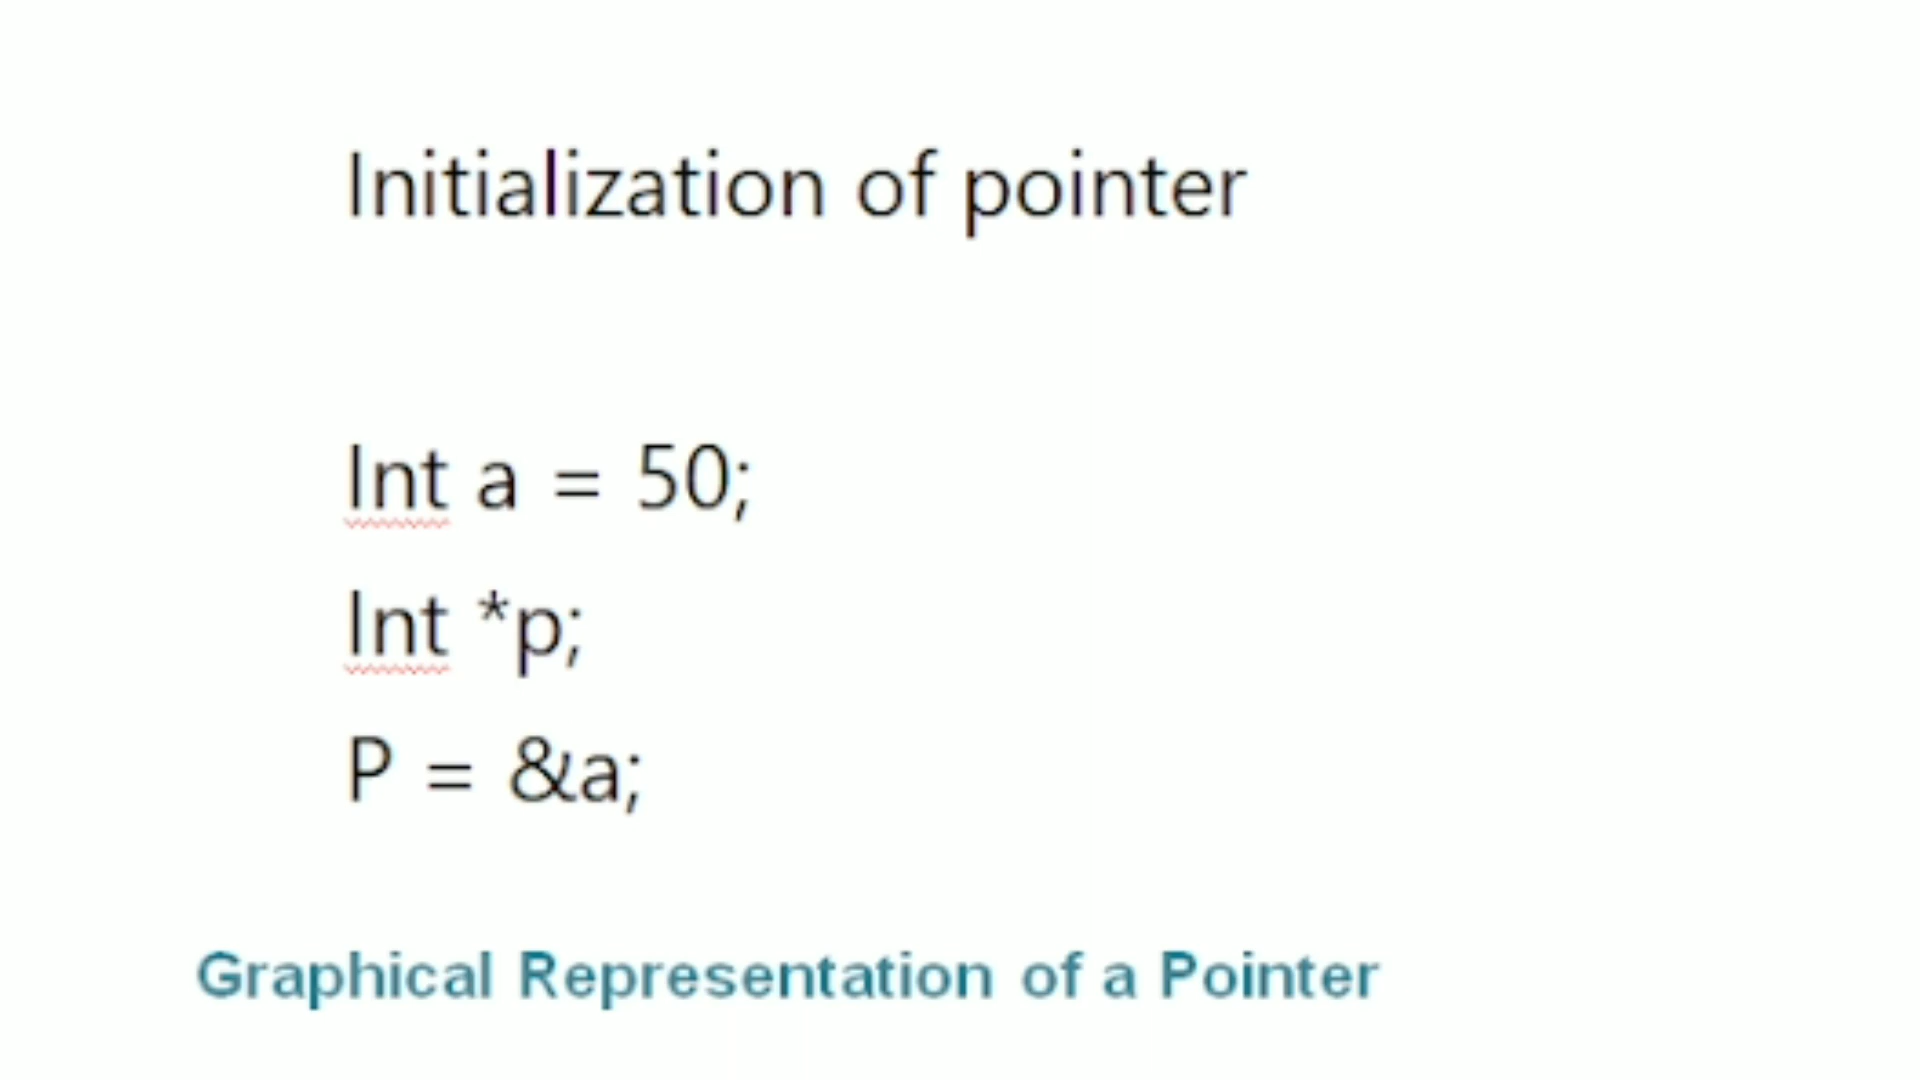 Initialization of pointer
Int a = 50;
Int *p;
P = &a;
Graphical Representation of a Pointer